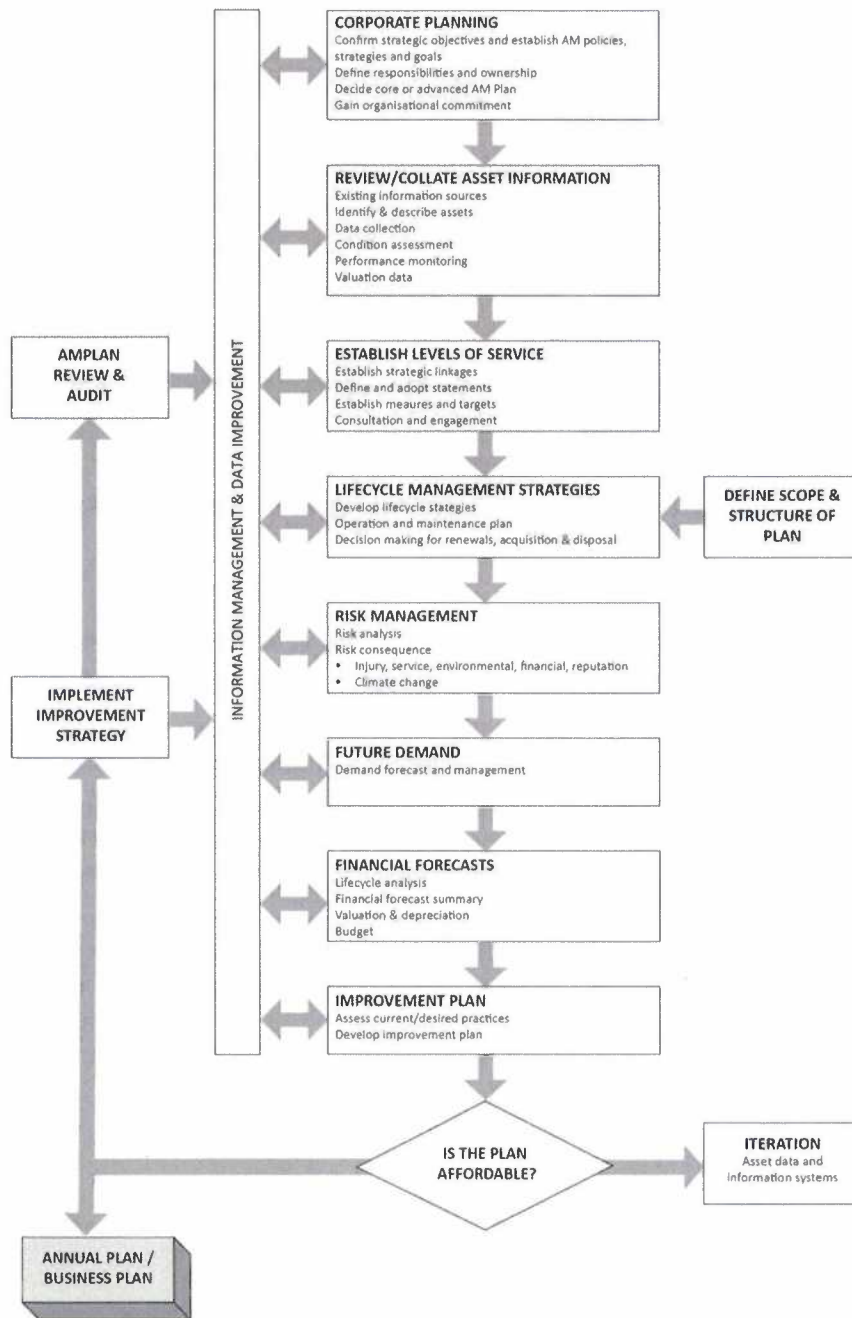 CORPORATE PLANNING
Confirm strategic objectives and establish AM policies,
strategies and goals
Define responsibilities and ownership
Decide core or advanced AM Plan
Gain organisational commitment
REVIEW/COLLATE ASSET INFORMATION
Existing information sources
Identify & describe assets
Data collection
Condition assessment
Performance monitoring
Valuation data
AMPLAN
REVIEW &
AUDIT
INFORMATION MANAGEMENT & DATA IMPROVEMENT
ESTABLISH LEVELS OF SERVICE
Establish strategic linkages
Define and adopt statements
Establish measures and targets
Consultation and engagement
LIFECYCLE MANAGEMENT STRATEGIES
Develop lifecycle stategies
Operation and maintenance plan
Decision making for renewals, acquisition & disposal
DEFINE SCOPE &
STRUCTURE OF
PLAN
RISK MANAGEMENT
Risk analysis
Risk consequence
• Injury, service, environmental, financial, reputation
• Climate change
IMPLEMENT
IMPROVEMENT
STRATEGY
FUTURE DEMAND
Demand forecast and management
FINANCIAL FORECASTS
Lifecycle analysis
Financial forecast summary
Valuation & depreciation
Budget
IMPROVEMENT PLAN
Assess current/desired practices
Develop improvement plan
IS THE PLAN
AFFORDABLE?
ITERATION
Asset data and
information systems
ANNUAL PLAN /
BUSINESS PLAN